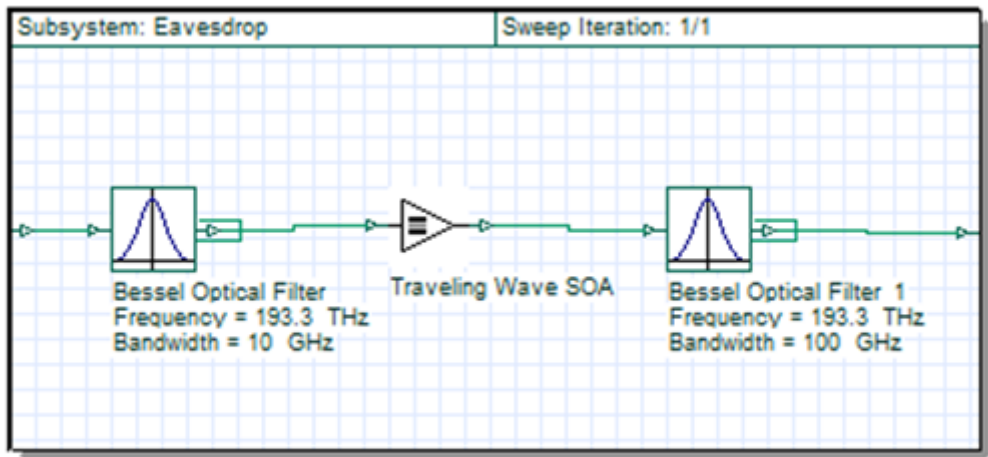 Subsystem: Eavesdrop
Sweep Iteration: 1/1
Bessel Optical Filter
Frequency = 193.3 THz
Bandwidth = 10 GHz
Traveling Wave SOA
Bessel Optical Filter 1
Frequency = 193.3 THz
Bandwidth = 100 GHz